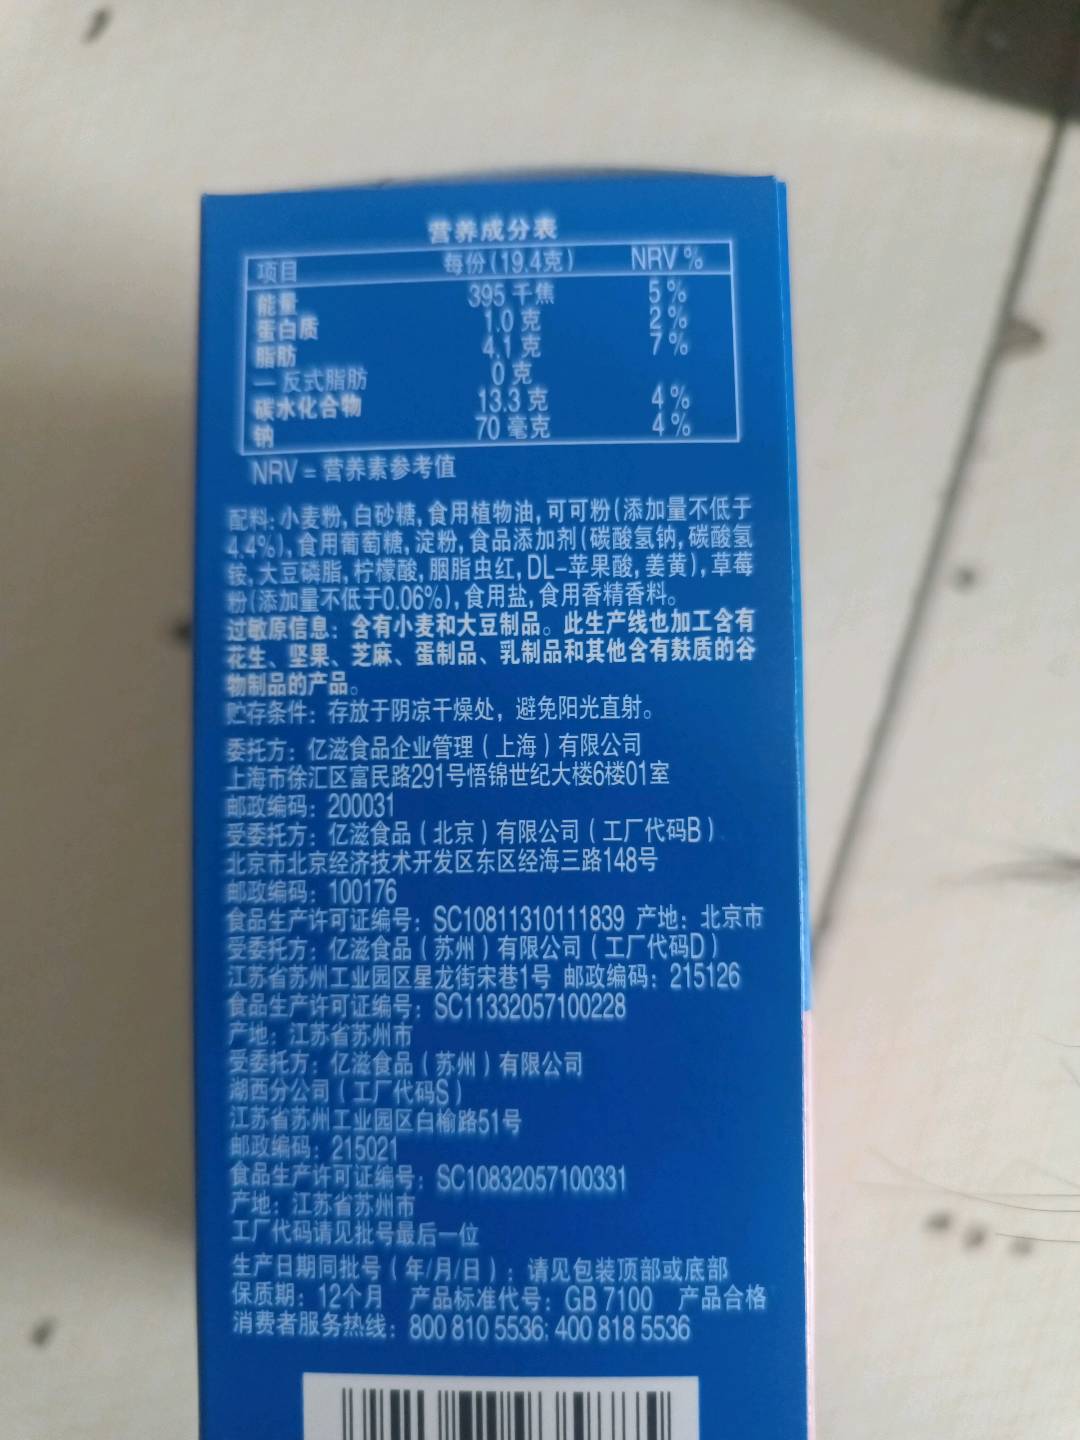 营养成分表
项目 每份(19.4克) NRV%
能量 395 千焦 5%
蛋白质 1.0 克 2%
脂肪 4.1 克 7%
— 反式脂肪 0 克
碳水化合物 13.3 克 4%
钠 70 毫克 4%
NRV = 营养素参考值
配料: 小麦粉, 白砂糖, 食用植物油, 可可粉(添加量不低于
4.4%), 食用葡萄糖, 淀粉, 食品添加剂(碳酸氢钠, 碳酸氢
铵, 大豆磷脂, 柠檬酸, 胭脂虫红, DL-苹果酸, 姜黄), 草莓
粉(添加量不低于0.06%), 食用盐, 食用香精香料。
过敏原信息：含有小麦和大豆制品。此生产线也加工含有
花生、坚果、芝麻、蛋制品、乳制品和其他含有麸质的谷
物制品的产品。
贮存条件：存放于阴凉干燥处，避免阳光直射。
委托方：亿滋食品企业管理（上海）有限公司
上海市徐汇区富民路291号悟锦世纪大楼6楼01室
邮政编码：200031
受委托方：亿滋食品（北京）有限公司（工厂代码B）
北京市北京经济技术开发区东区经海三路148号
邮政编码：100176
食品生产许可证编号：SC10811310111839 产地：北京市
受委托方：亿滋食品（苏州）有限公司（工厂代码D）
江苏省苏州工业园区星龙街宋巷1号 邮政编码：215126
食品生产许可证编号：SC11332057100228
产地：江苏省苏州市
受委托方：亿滋食品（苏州）有限公司
湖西分公司（工厂代码S）
江苏省苏州工业园区白榆路51号
邮政编码：215021
食品生产许可证编号：SC10832057100331
产地：江苏省苏州市
工厂代码请见批号最后一位
生产日期同批号（年/月/日）：请见包装顶部或底部
保质期：12个月 产品标准代号：GB 7100 产品合格
消费者服务热线：800 810 5536; 400 818 5536